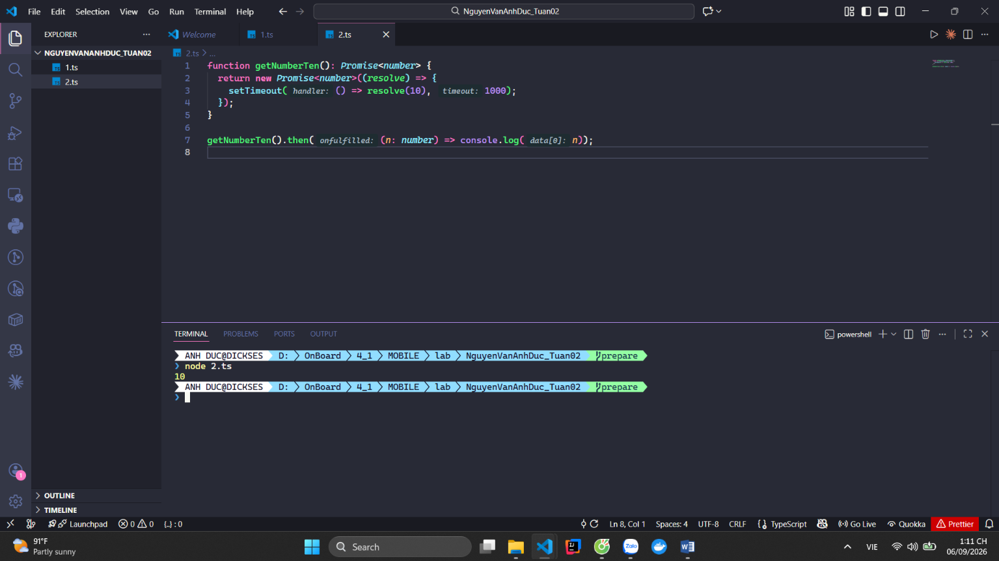 File Edit Selection View Go Run Terminal Help NguyenVanAnhDuc_Tuan02
EXPLORER
Welcome 1.ts 2.ts
NGUYENVANANHDUC_TUAN02
1.ts
2.ts
2.ts > ...
1 function getNumberTen(): Promise<number> {
2 return new Promise<number>((resolve) => {
3 setTimeout( handler: () => resolve(10), timeout: 1000);
4 });
5 }
6
7 getNumberTen().then( onfulfilled: (n: number) => console.log( data[0]: n));
8
TERMINAL PROBLEMS PORTS OUTPUT powershell
ANH DUC@DICKSES D: OnBoard 4_1 MOBILE lab NguyenVanAnhDuc_Tuan02 prepare
❯ node 2.ts
10
ANH DUC@DICKSES D: OnBoard 4_1 MOBILE lab NguyenVanAnhDuc_Tuan02 prepare
❯
1
OUTLINE
TIMELINE
Launchpad 0 0 {..} : 0 Ln 8, Col 1 Spaces: 4 UTF-8 CRLF TypeScript Go Live Quokka Prettier
91°F
Partly sunny
Search
Zalo
VIE
1:11 CH
06/09/2026